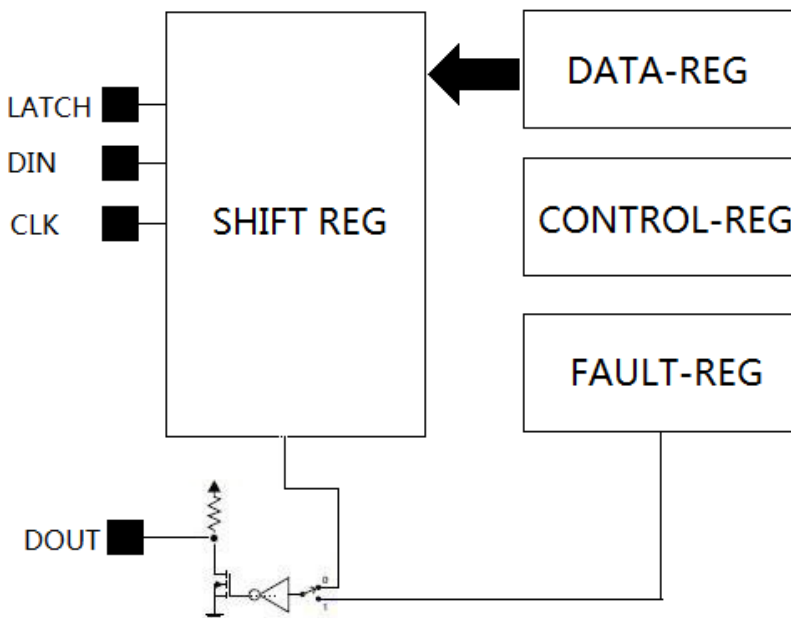 DATA-REG
LATCH
DIN
CLK
SHIFT REG
CONTROL-REG
FAULT-REG
DOUT
0
1